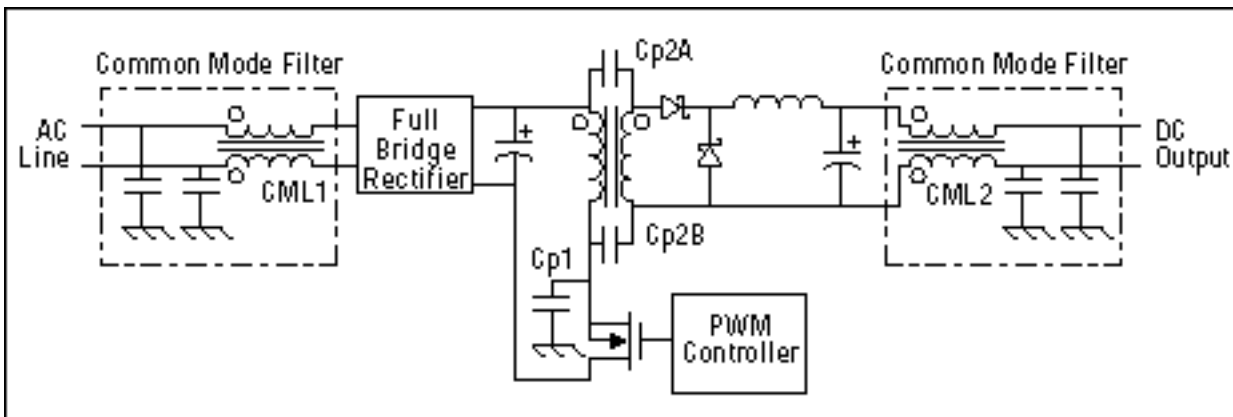 Cp2A
Common Mode Filter
Common Mode Filter
AC
Line
Full
Bridge
Rectifier
+
+
DC
Output
CML1
CML2
Cp2B
Cp1
PWM
Controller